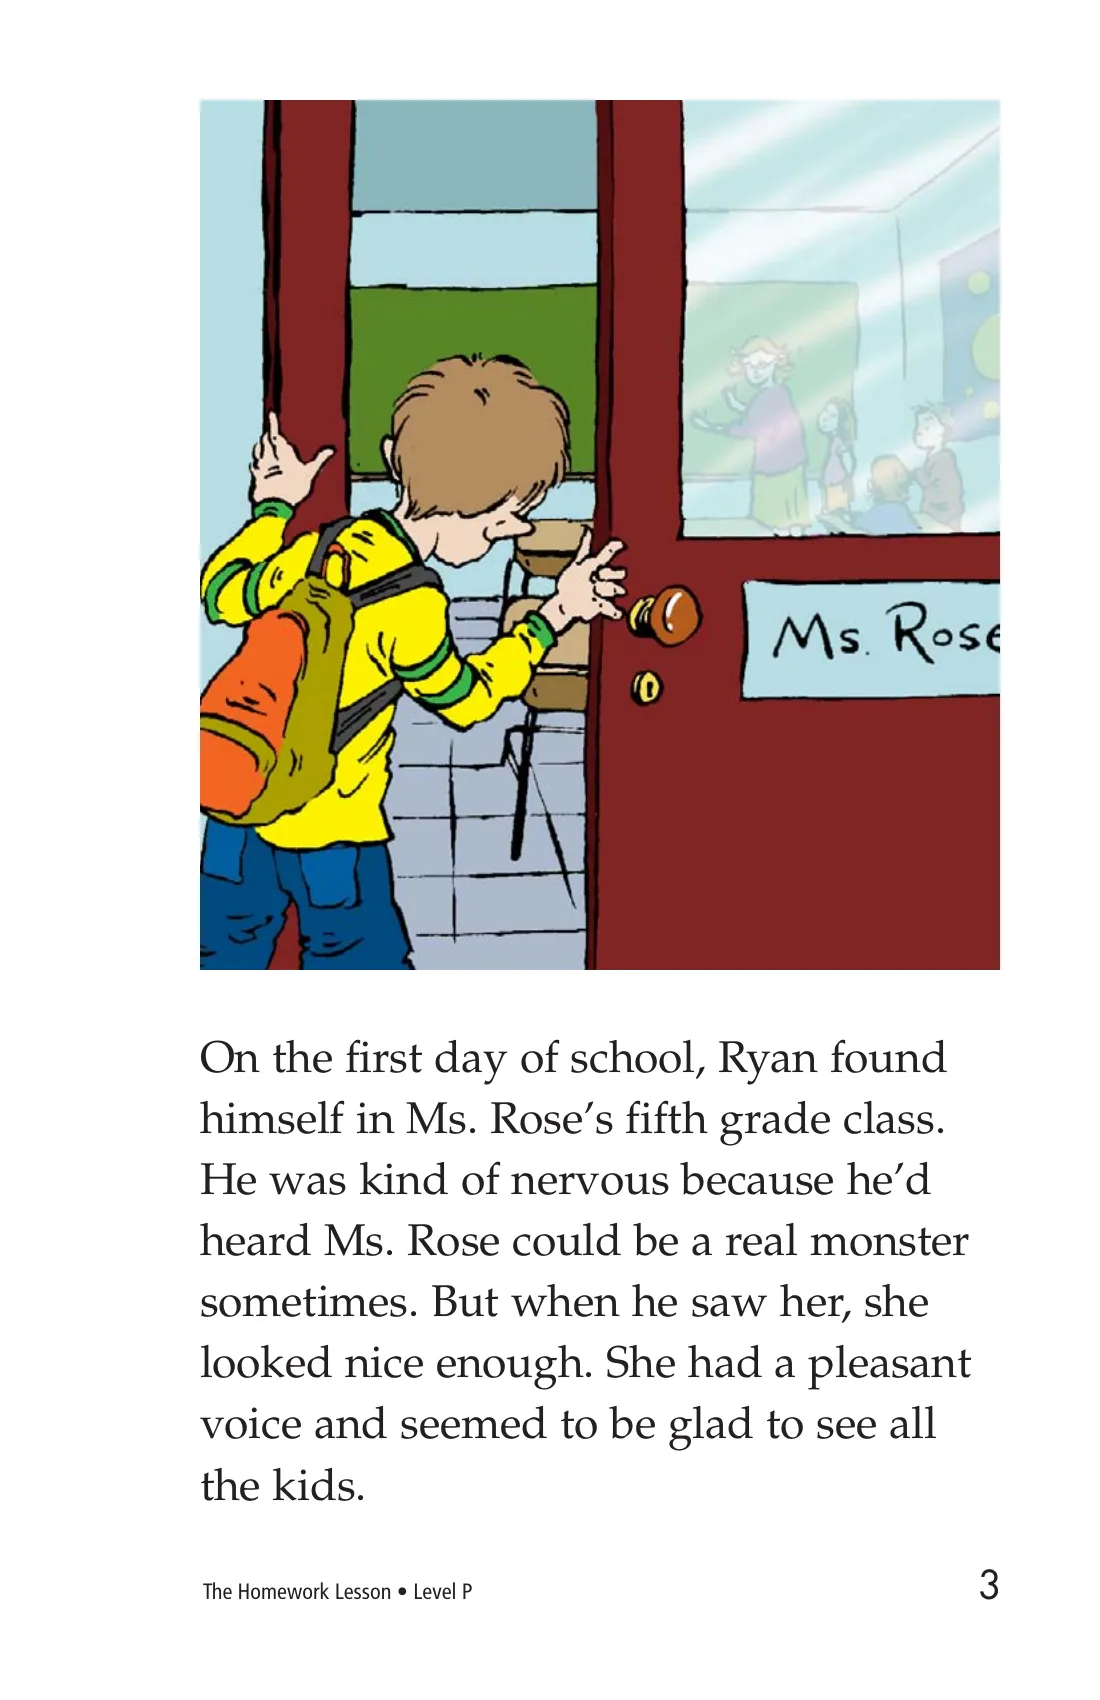 Ms. Rose
On the first day of school, Ryan found
himself in Ms. Rose’s fifth grade class.
He was kind of nervous because he’d
heard Ms. Rose could be a real monster
sometimes. But when he saw her, she
looked nice enough. She had a pleasant
voice and seemed to be glad to see all
the kids.
The Homework Lesson • Level P
3